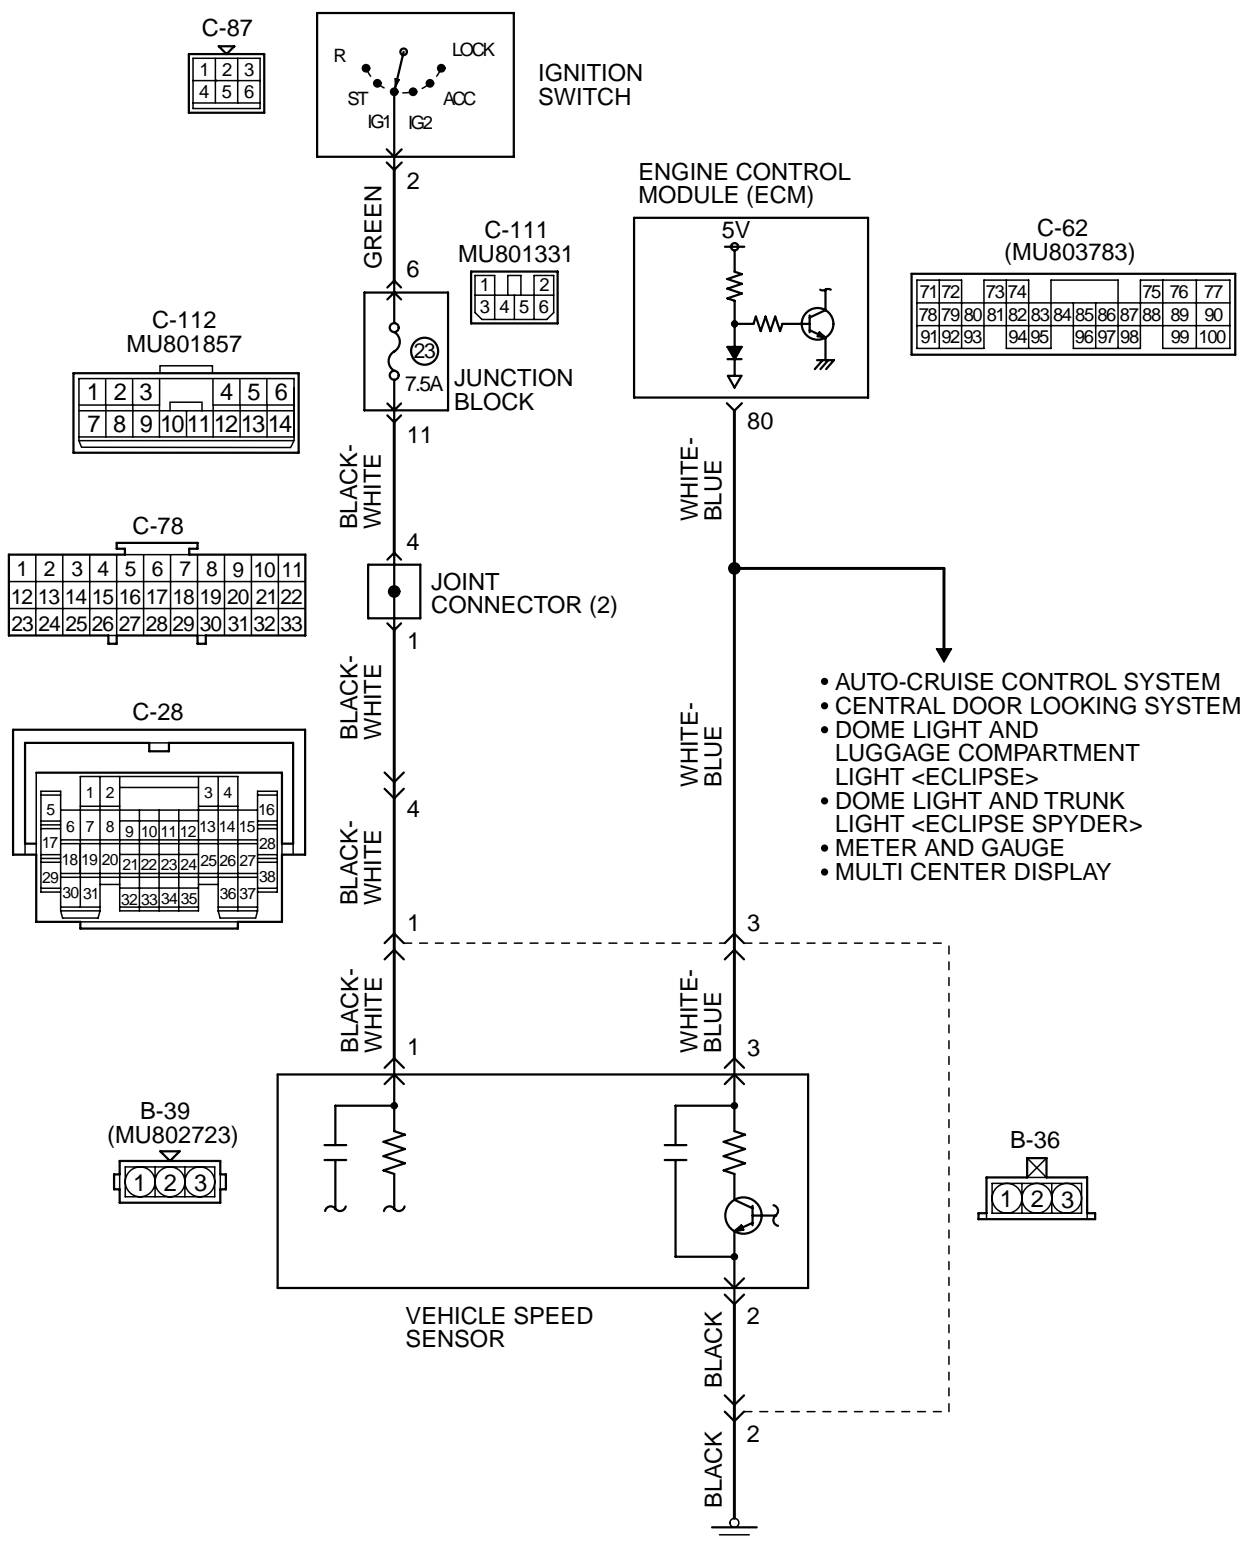 C-87
1 2 3
4 5 6
R
LOCK
ST
ACC
IG1
IG2
IGNITION
SWITCH
2
GREEN
6
C-111
MU801331
1 2
3 4 5 6
ENGINE CONTROL
MODULE (ECM)
5V
C-62
(MU803783)
71 72 73 74 75 76 77
78 79 80 81 82 83 84 85 86 87 88 89 90
91 92 93 94 95 96 97 98 99 100
80
C-112
MU801857
1 2 3 4 5 6
7 8 9 10 11 12 13 14
23
7.5A
JUNCTION
BLOCK
11
BLACK-
WHITE
WHITE-
BLUE
C-78
1 2 3 4 5 6 7 8 9 10 11
12 13 14 15 16 17 18 19 20 21 22
23 24 25 26 27 28 29 30 31 32 33
4
JOINT
CONNECTOR (2)
1
BLACK-
WHITE
WHITE-
BLUE
• AUTO-CRUISE CONTROL SYSTEM
• CENTRAL DOOR LOOKING SYSTEM
• DOME LIGHT AND
LUGGAGE COMPARTMENT
LIGHT <ECLIPSE>
• DOME LIGHT AND TRUNK
LIGHT <ECLIPSE SPYDER>
• METER AND GAUGE
• MULTI CENTER DISPLAY
C-28
1 2 3 4
5 16
6 7 8 9 10 11 12 13 14 15
17 28
18 19 20 21 22 23 24 25 26 27
29 38
30 31 32 33 34 35 36 37
4
BLACK-
WHITE
1
3
BLACK-
WHITE
WHITE-
BLUE
1
3
B-39
(MU802723)
1 2 3
B-36
1 2 3
VEHICLE SPEED
SENSOR
2
BLACK
2
BLACK